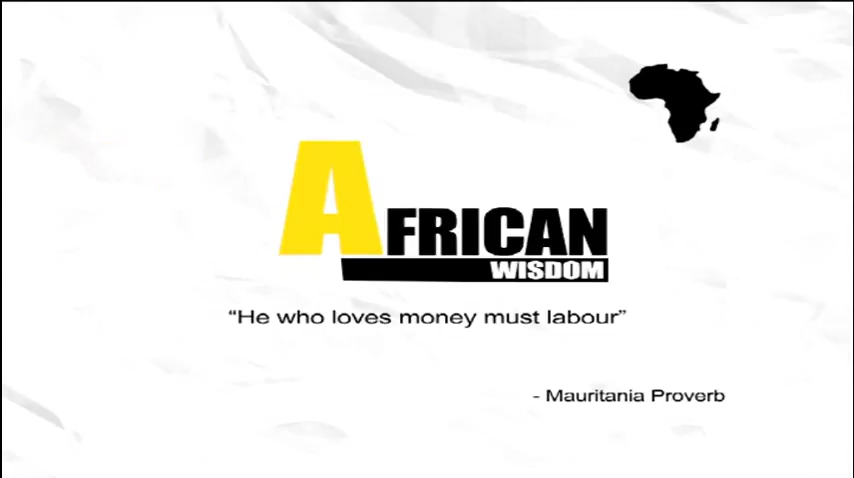 AFRICAN
WISDOM
“He who loves money must labour”
- Mauritania Proverb